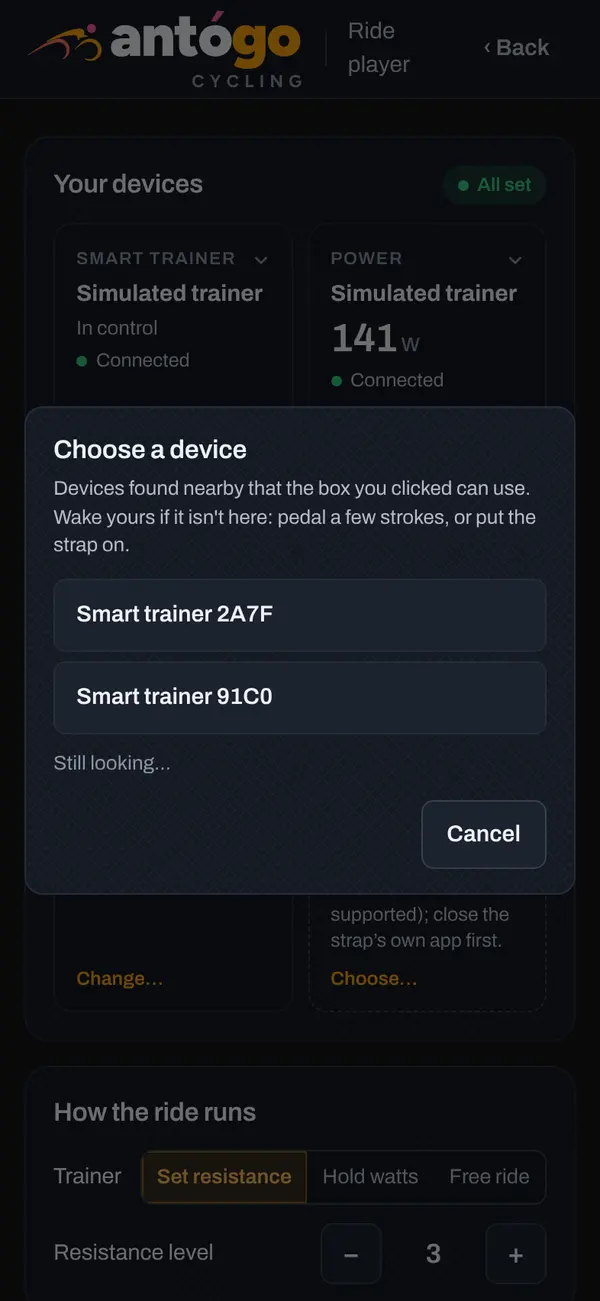 antógo
CYCLING
Ride
player
‹ Back
Your devices
All set
SMART TRAINER
Simulated trainer
In control
Connected
POWER
Simulated trainer
141 W
Connected
Choose a device
Devices found nearby that the box you clicked can use.
Wake yours if it isn't here: pedal a few strokes, or put the
strap on.
Smart trainer 2A7F
Smart trainer 91C0
Still looking…
Cancel
supported); close the
strap's own app first.
Change…
Choose…
How the ride runs
Trainer
Set resistance
Hold watts
Free ride
Resistance level
−
3
+